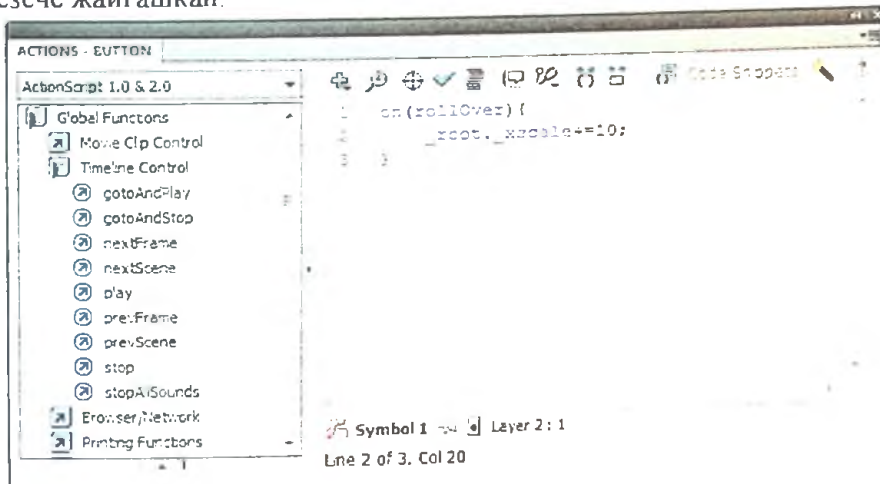 жайгашкан.
ACTIONS - BUTTON
ActionScript 1.0 & 2.0
Code Snippets
Global Functions
Movie Clip Control
Timeline Control
gotoAndPlay
gotoAndStop
nextFrame
nextScene
play
prevFrame
prevScene
stop
stopAllSounds
Browser/Network
Printing Functions
1 on(rollOver){
2 _root._xscale+=10;
3 }
Symbol 1 Layer 2 : 1
Line 2 of 3, Col 20